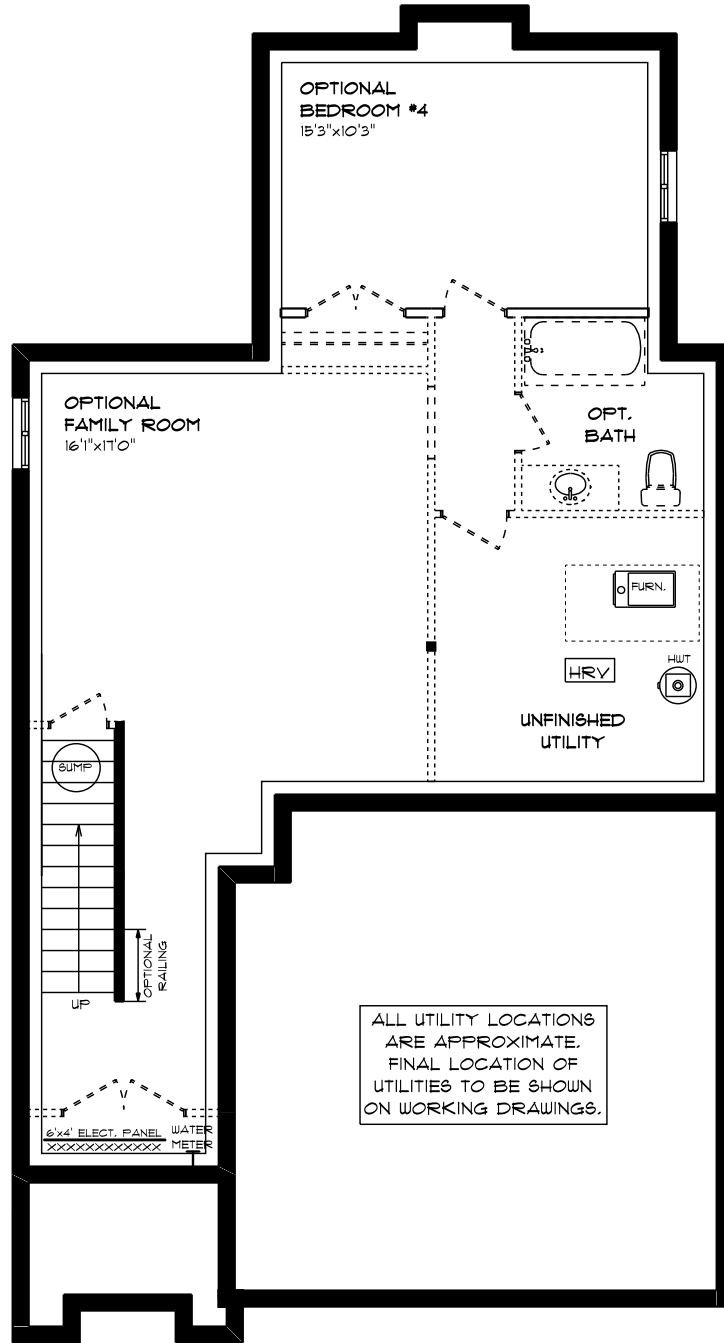 OPTIONAL
BEDROOM #4
15'3"x10'3"
OPTIONAL
FAMILY ROOM
16'1"x17'0"
OPT.
BATH
FURN.
HRV
HWT
UNFINISHED
UTILITY
SUMP
OPTIONAL
RAILING
UP
ALL UTILITY LOCATIONS
ARE APPROXIMATE.
FINAL LOCATION OF
UTILITIES TO BE SHOWN
ON WORKING DRAWINGS.
6'x4' ELECT. PANEL
XXXXXXXXXXXX
WATER
METER